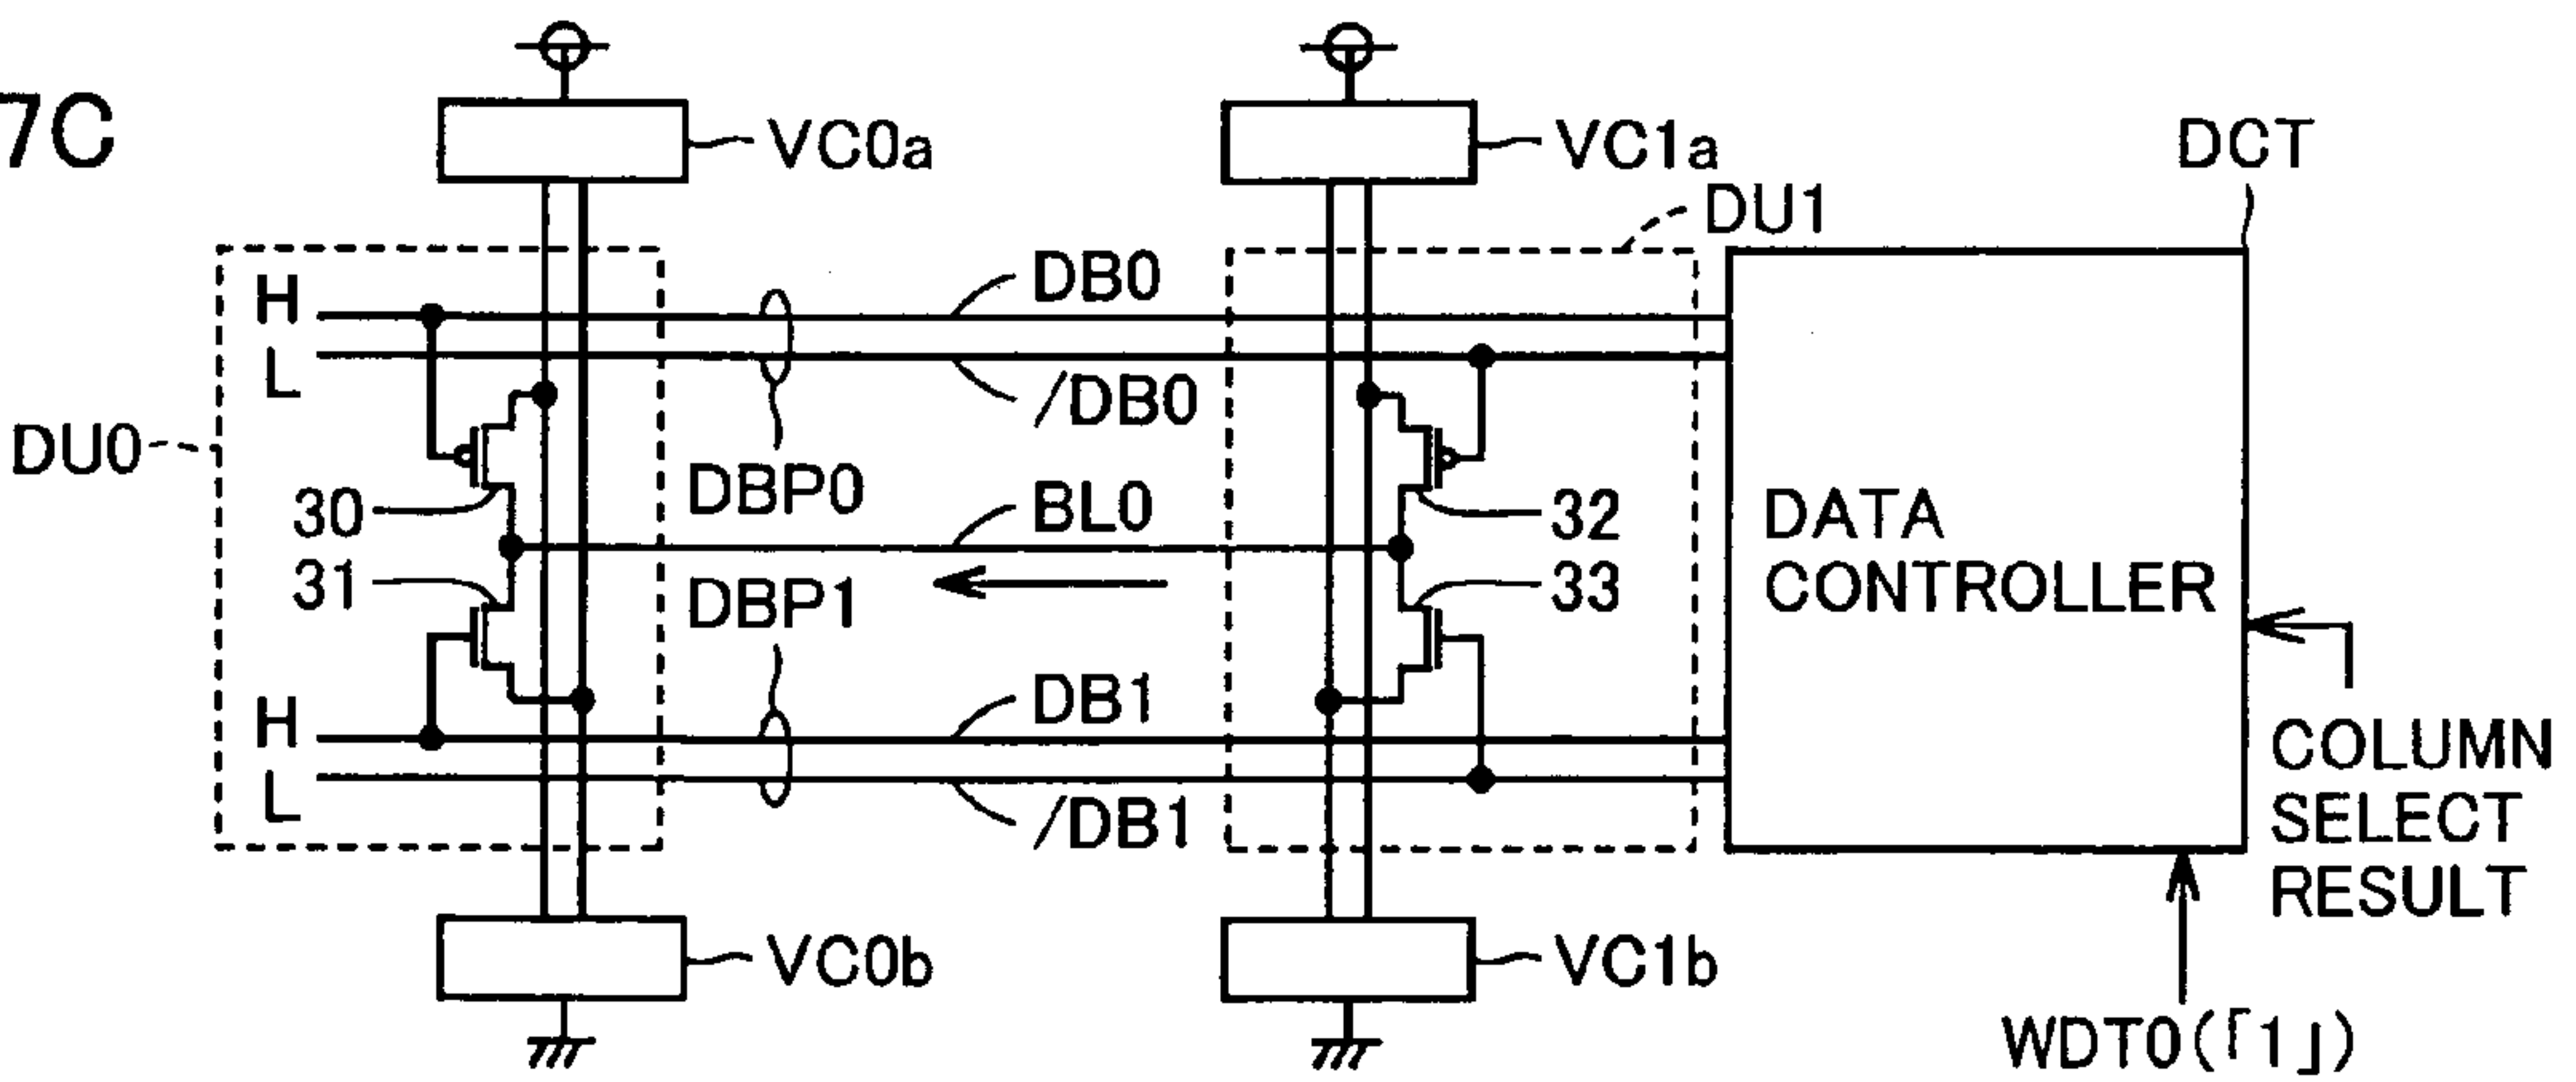 7C
VC0a
VC1a
DCT
DU1
H
DB0
L
/DB0
DU0
DBP0
30
BL0
32
DATA
CONTROLLER
31
DBP1
33
H
DB1
L
/DB1
COLUMN
SELECT
RESULT
VC0b
VC1b
WDT0(「1」)